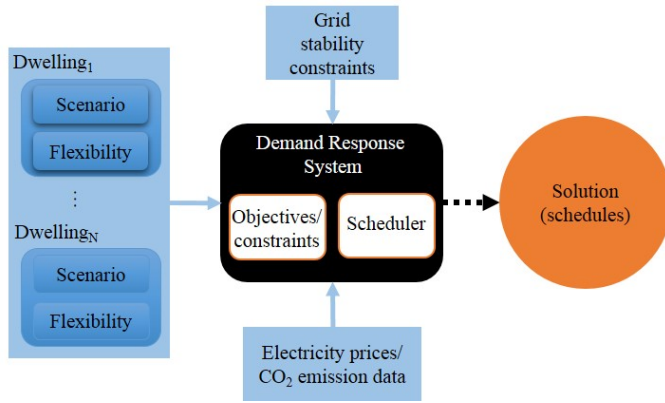 Dwelling₁
Scenario
Flexibility
⋮
Dwelling_N
Scenario
Flexibility
Grid
stability
constraints
Demand Response
System
Objectives/
constraints
Scheduler
Electricity prices/
CO₂ emission data
Solution
(schedules)